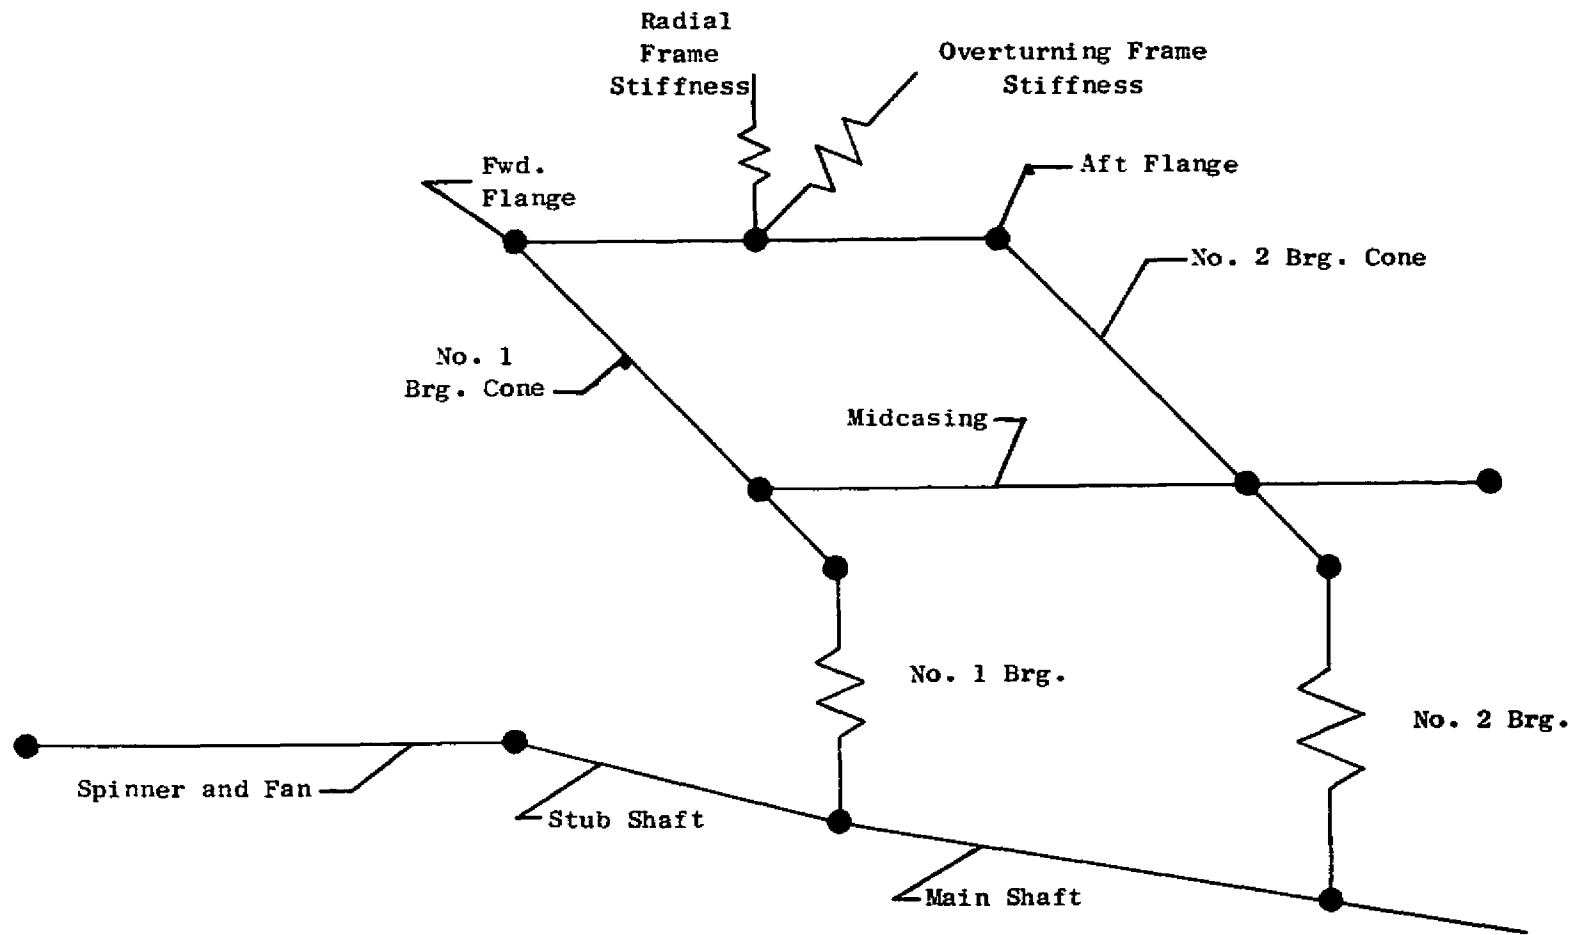 Radial
Frame
Stiffness
Overturning Frame
Stiffness
Fwd.
Flange
Aft Flange
No. 2 Brg. Cone
No. 1
Brg. Cone
Midcasing
No. 1 Brg.
No. 2 Brg.
Spinner and Fan
Stub Shaft
Main Shaft